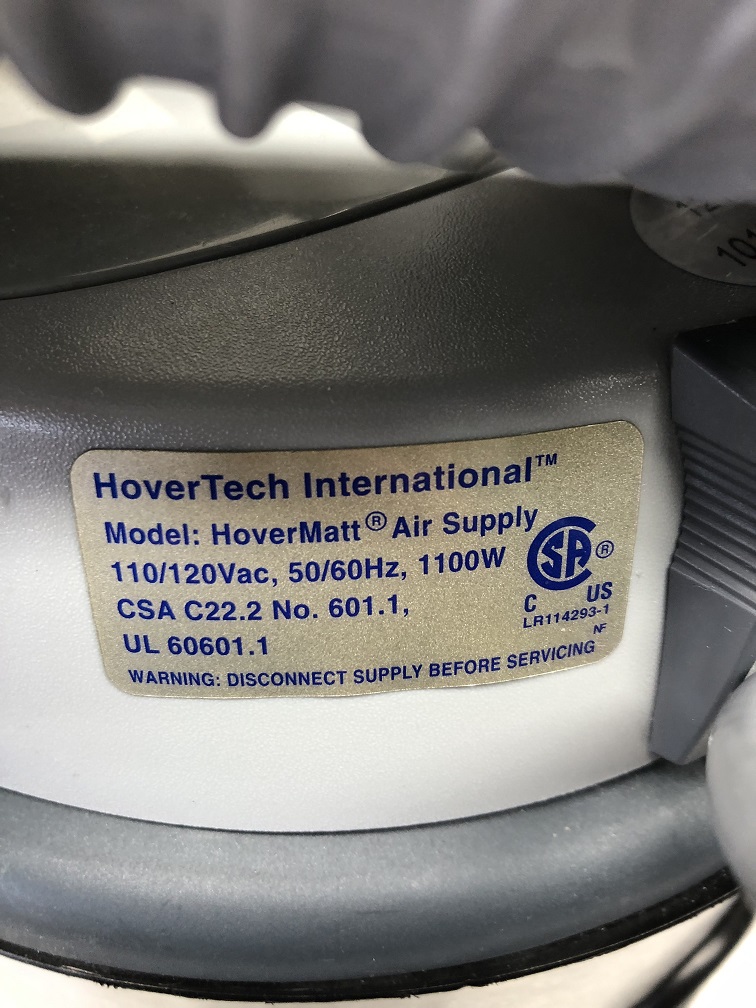 HoverTech International™
Model: HoverMatt® Air Supply
110/120Vac, 50/60Hz, 1100W
CSA C22.2 No. 601.1,
UL 60601.1
SA ®
C US
LR114293-1
NF
WARNING: DISCONNECT SUPPLY BEFORE SERVICING